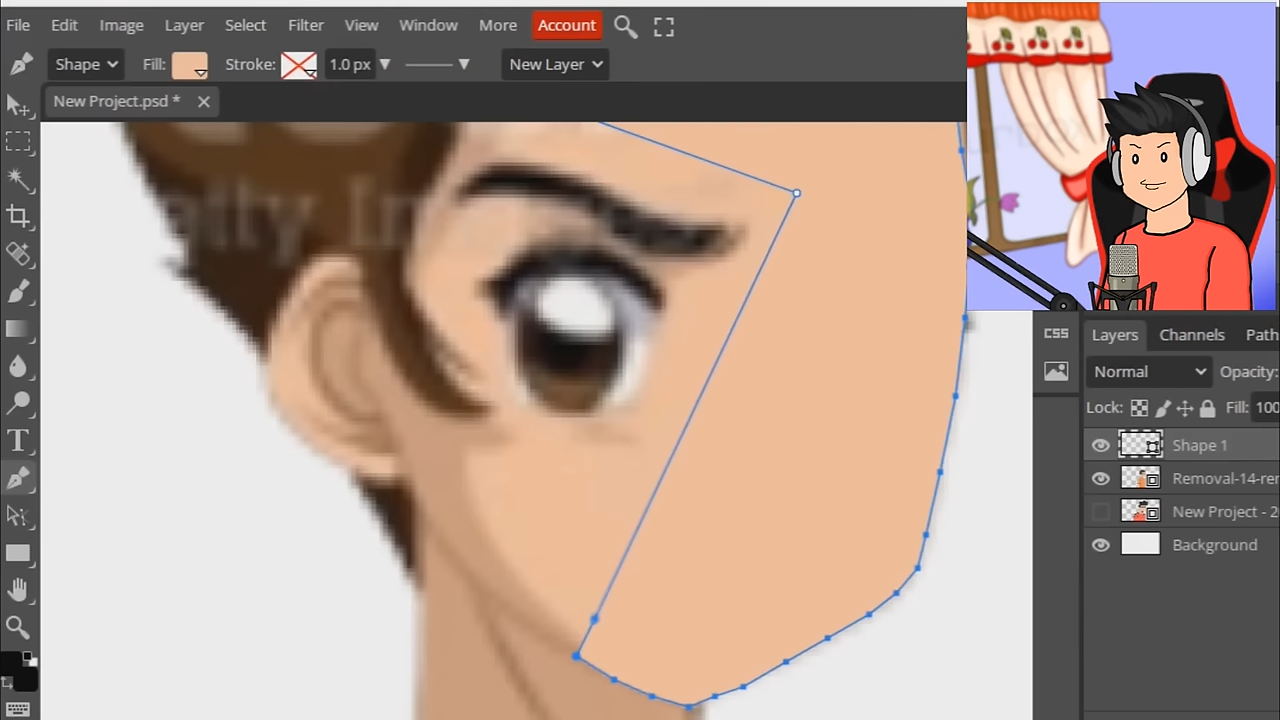 File Edit Image Layer Select Filter View Window More Account
Shape Fill: Stroke: 1.0 px New Layer
New Project.psd *
CSS Layers Channels Path
Normal Opacity:
Lock: Fill: 100
Shape 1
Removal-14-rer
New Project - 2
Background